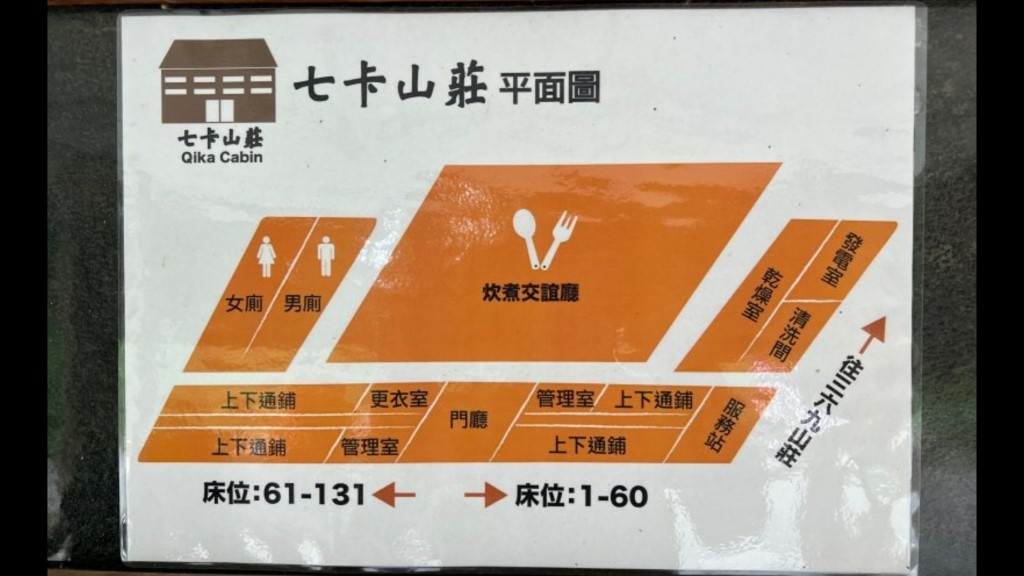 七卡山莊 平面圖
七卡山莊
Qika Cabin
炊煮交誼廳
女廁
男廁
發電室
乾燥室
清洗間
往三六九山莊
上下通鋪
更衣室
門廳
管理室
上下通鋪
服務站
上下通鋪
管理室
上下通鋪
床位:61-131
床位:1-60